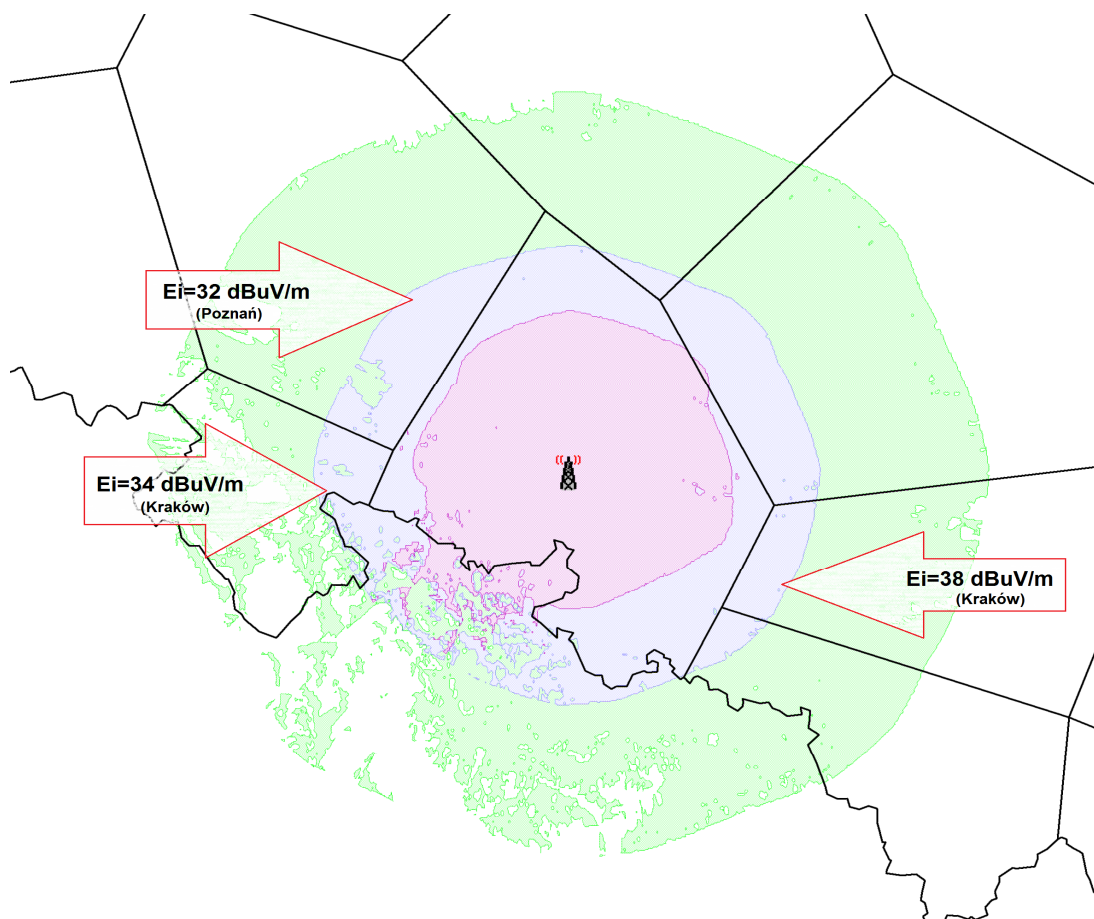 Ei=32 dBuV/m
(Poznań)
Ei=34 dBuV/m
(Kraków)
Ei=38 dBuV/m
(Kraków)